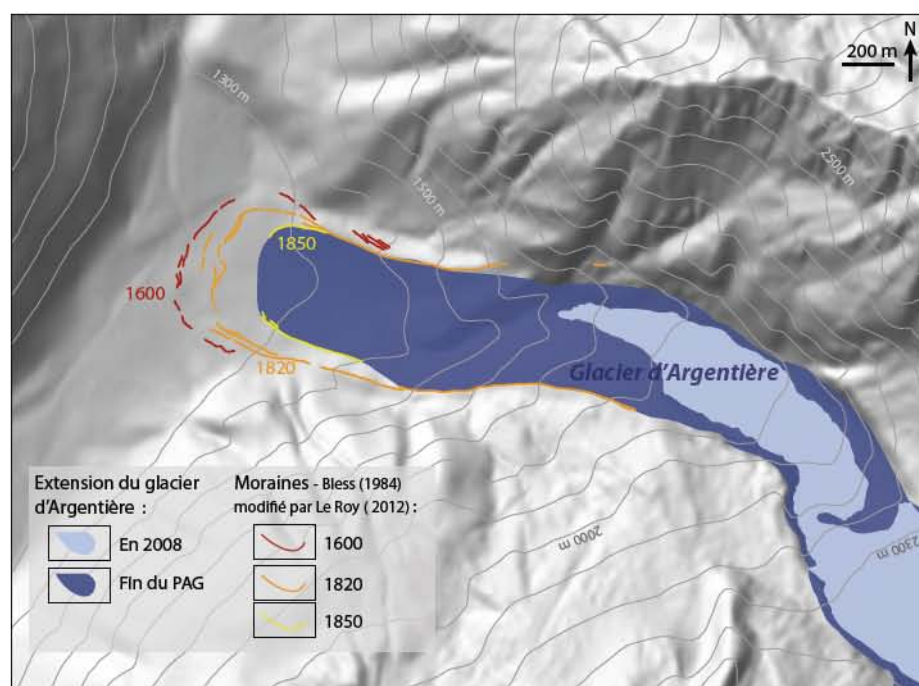 N
200 m
1300 m
2500 m
1500 m
1850
1600
1820
Glacier d'Argentière
Extension du glacier
d'Argentière :
En 2008
Fin du PAG
Moraines - Bless (1984)
modifié par Le Roy ( 2012) :
1600
1820
1850
2000 m
2300 m